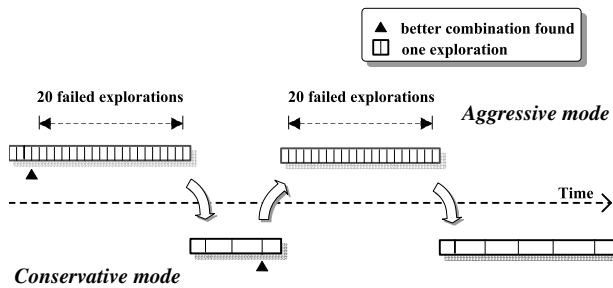 better combination found
one exploration
20 failed explorations
20 failed explorations
Aggressive mode
Time
Conservative mode